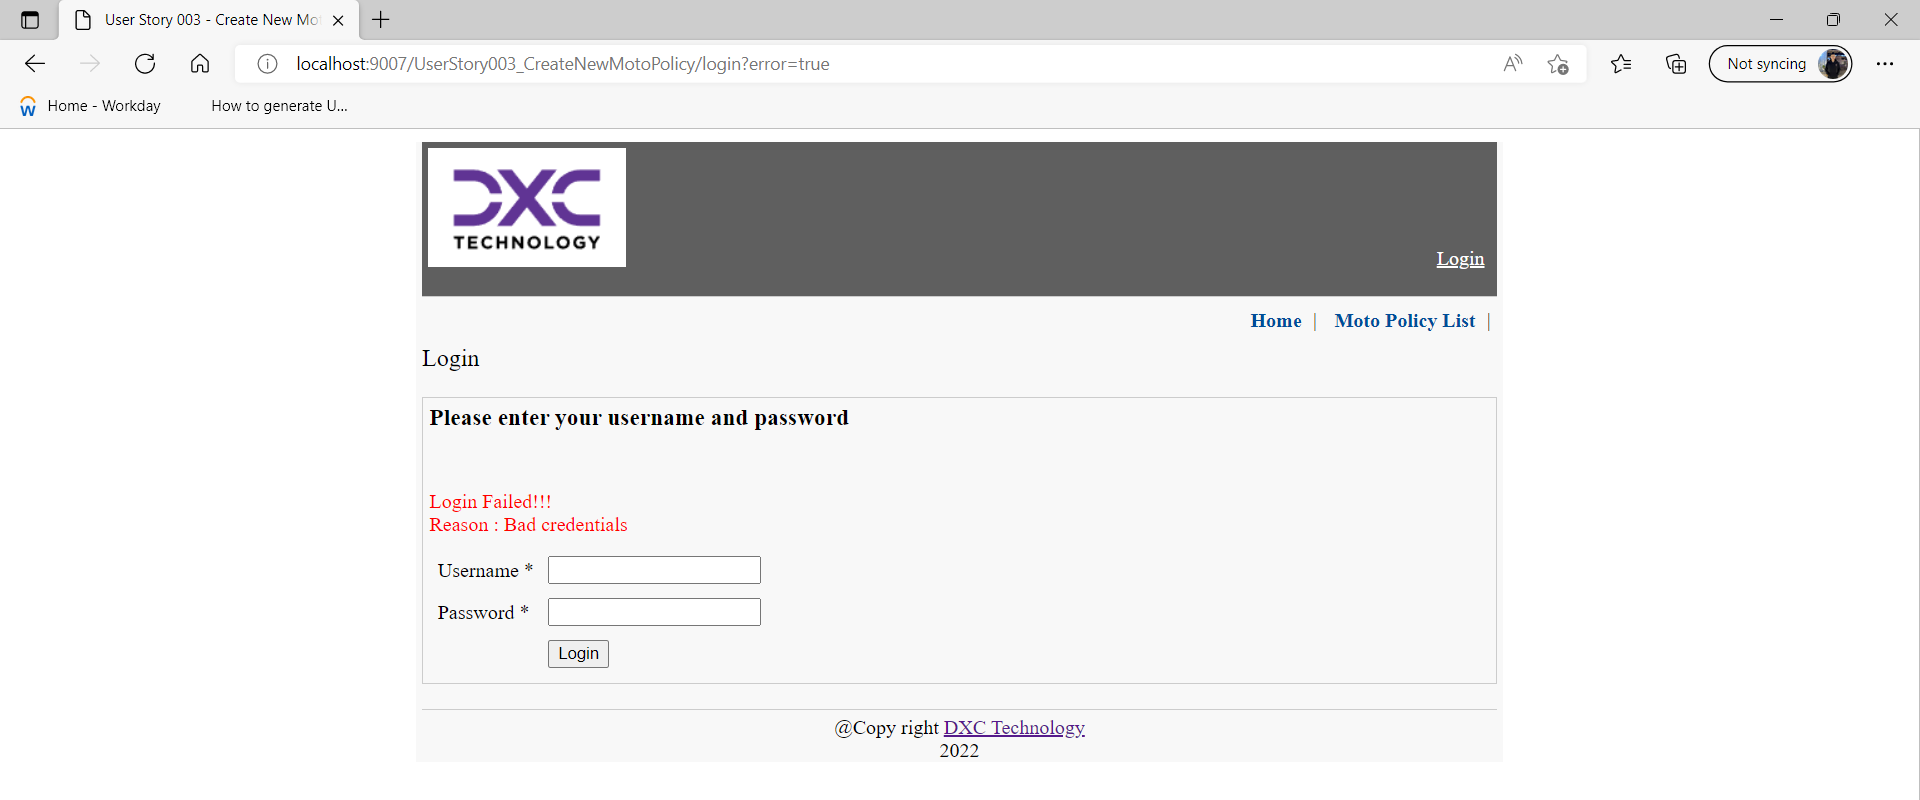 User Story 003 - Create New Mo
localhost:9007/UserStory003_CreateNewMotoPolicy/login?error=true
Not syncing
Home - Workday
How to generate U...
DXC
TECHNOLOGY
Login
Home | Moto Policy List |
Login
Please enter your username and password
Login Failed!!!
Reason : Bad credentials
Username *
Password *
Login
@Copy right DXC Technology
2022